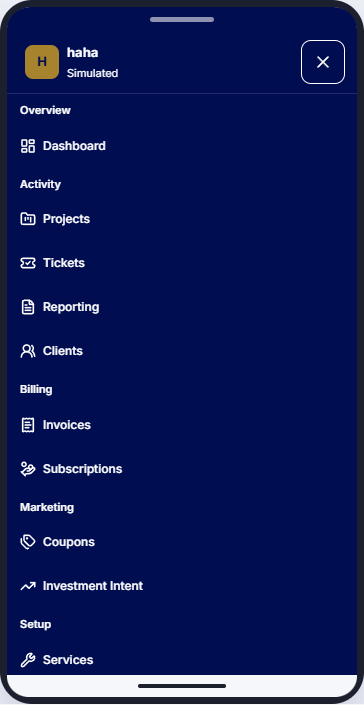 H
haha
Simulated
Overview
Dashboard
Activity
Projects
Tickets
Reporting
Clients
Billing
Invoices
Subscriptions
Marketing
Coupons
Investment Intent
Setup
Services